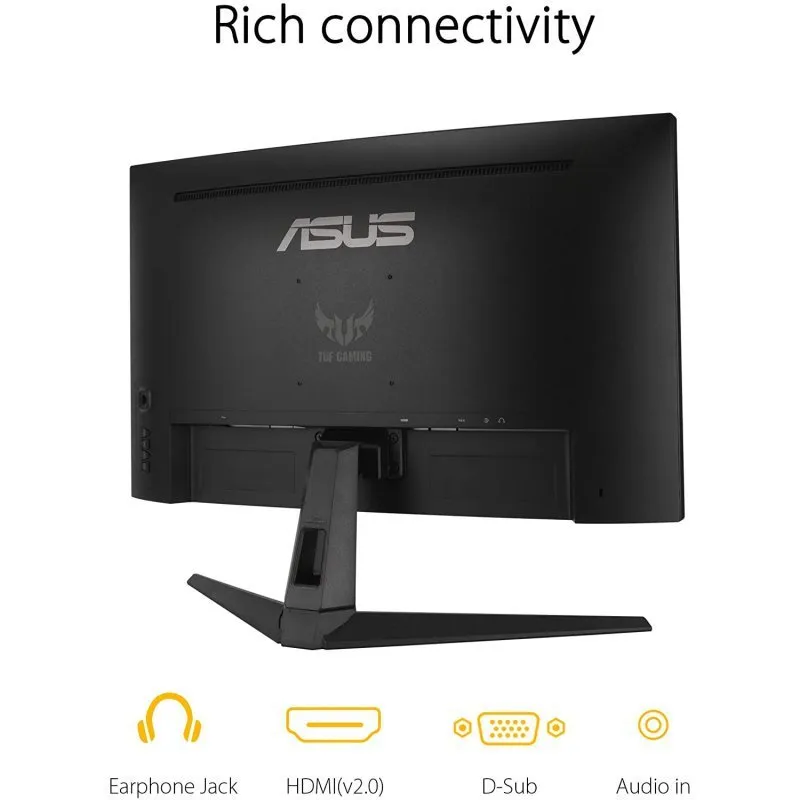 Rich connectivity
ASUS
TUF GAMING
Earphone Jack
HDMI(v2.0)
D-Sub
Audio in